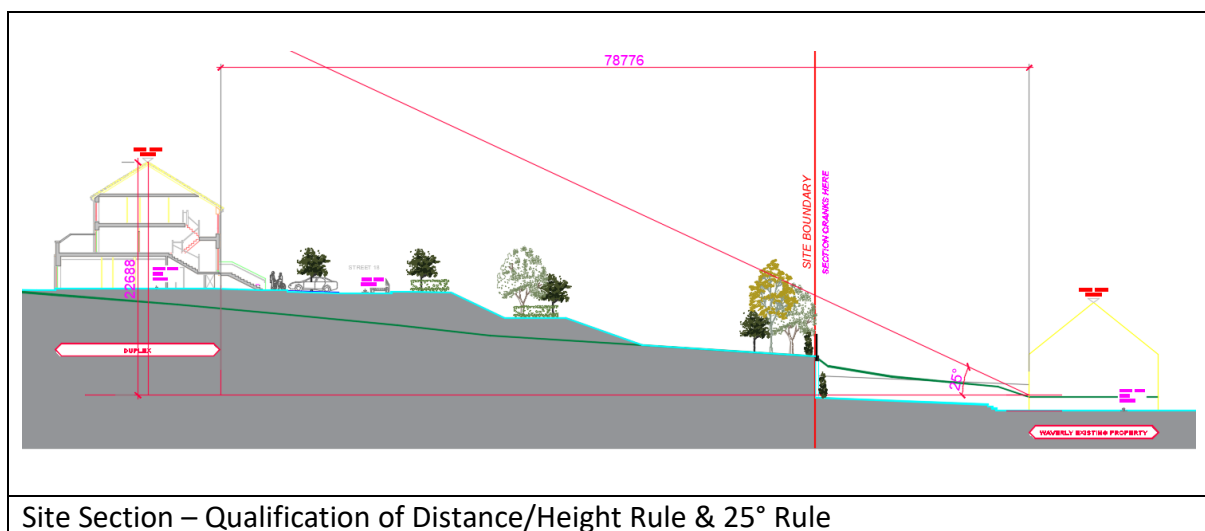 78776
SITE BOUNDARY
SECTION CRANKS HERE
22688
STREET 10
25°
DUPLEX
WAVERLY EXISTING PROPERTY
Site Section – Qualification of Distance/Height Rule & 25° Rule